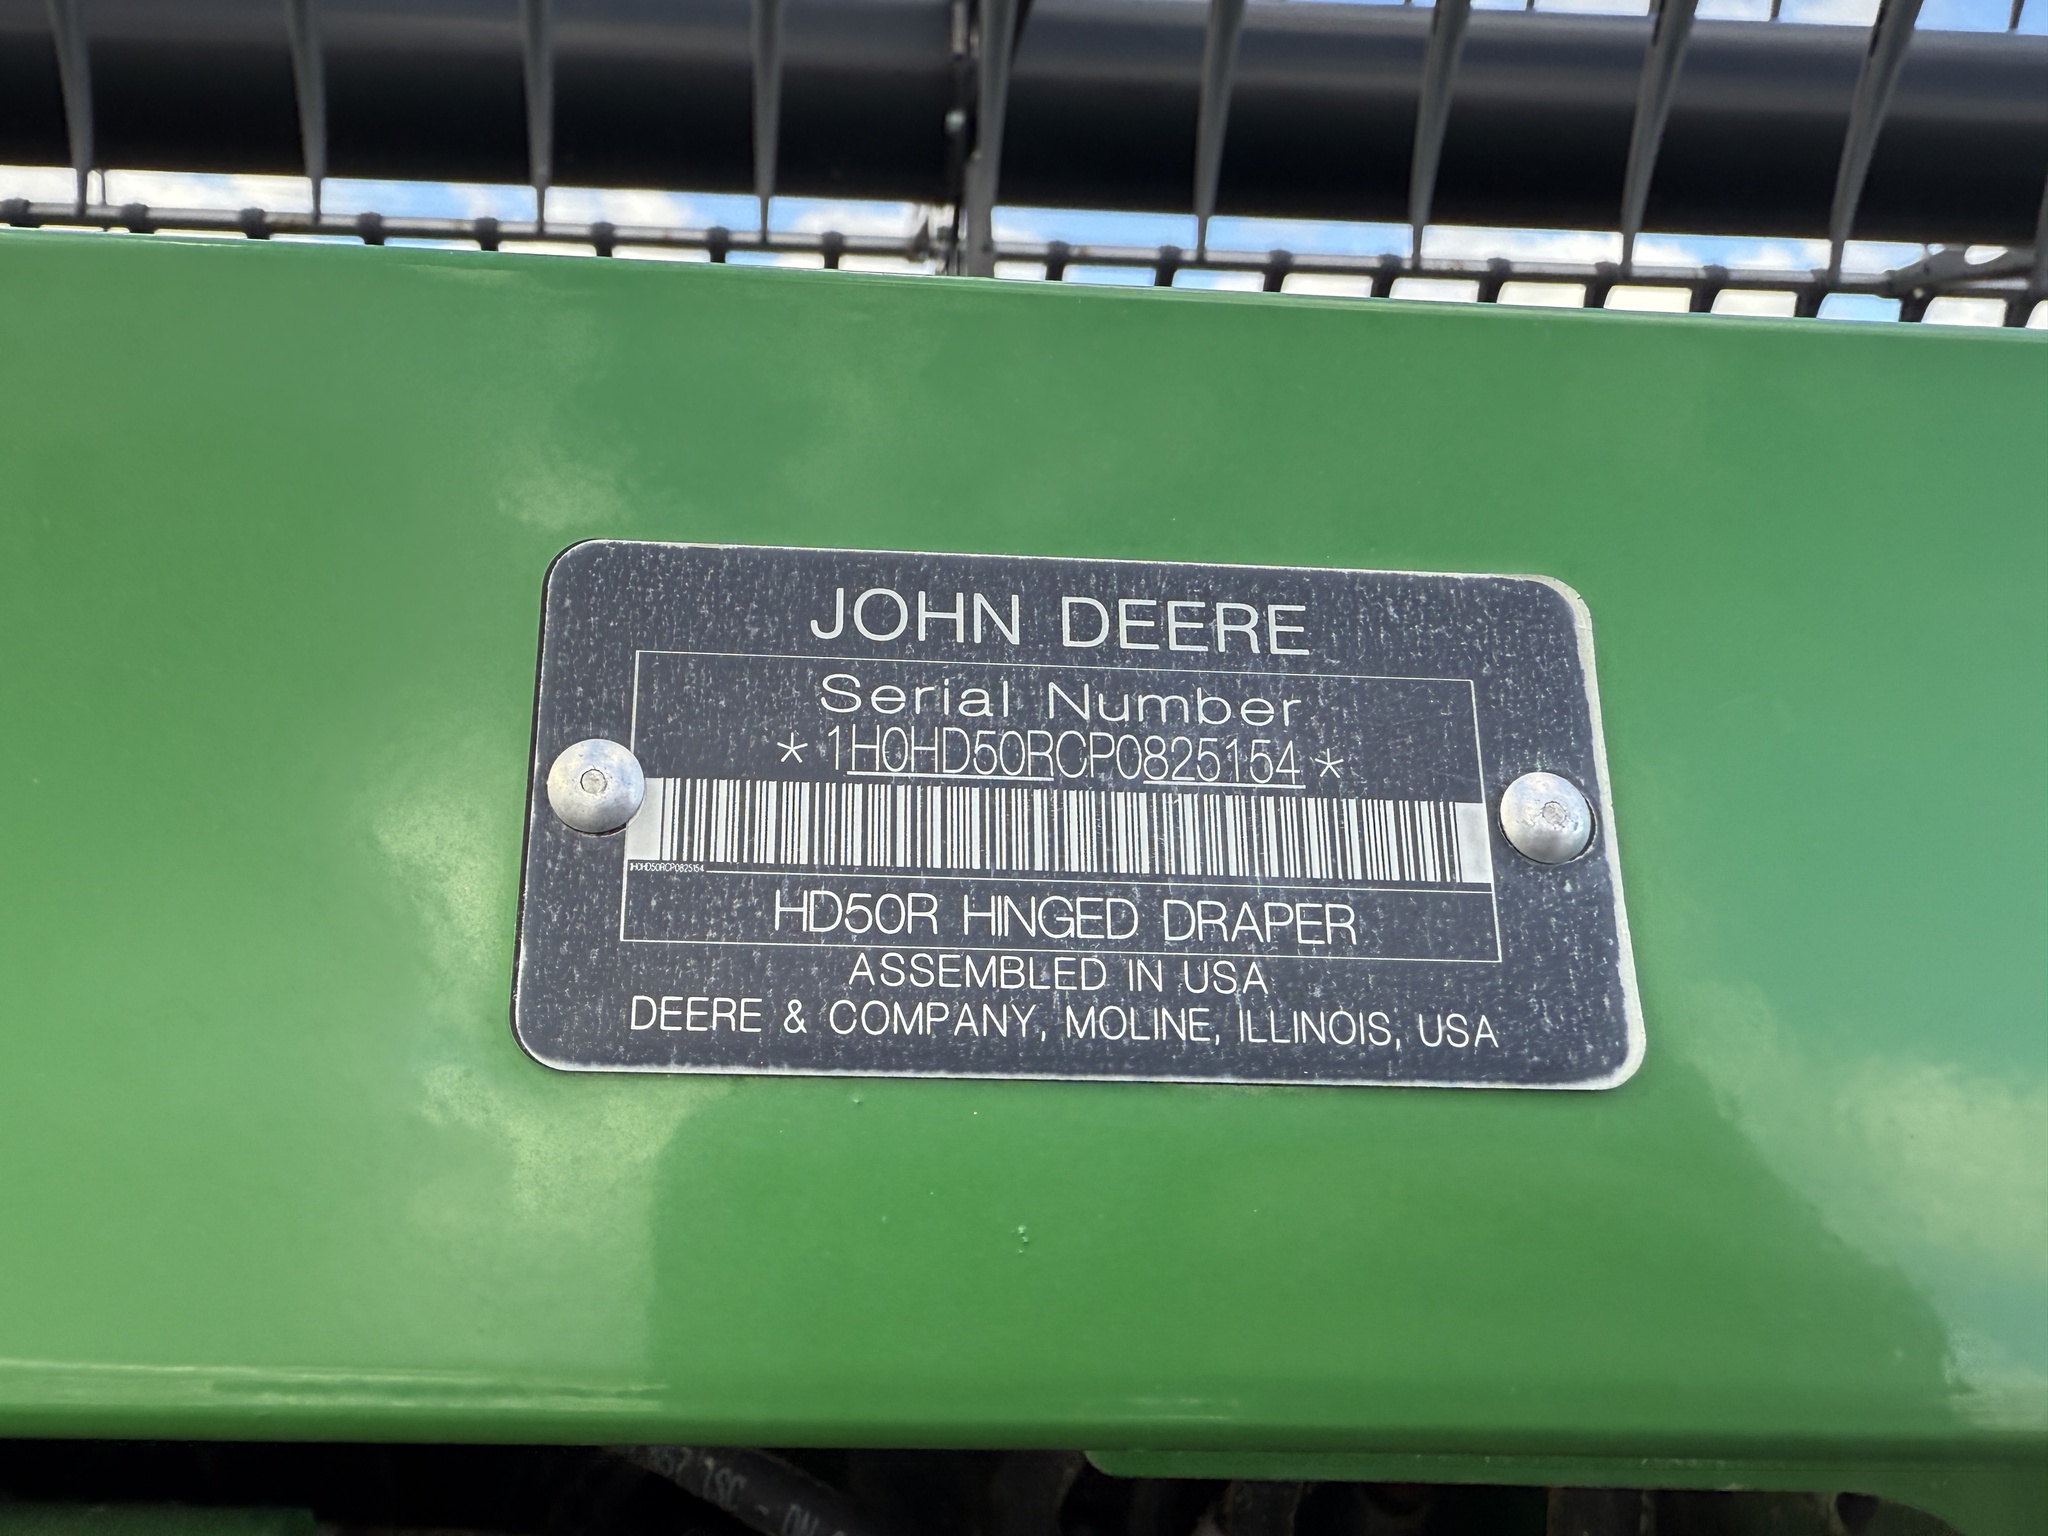 JOHN DEERE
Serial Number
* 1H0HD50RCP0825154 *
1H0HD50RCP0825154
HD50R HINGED DRAPER
ASSEMBLED IN USA
DEERE & COMPANY, MOLINE, ILLINOIS, USA